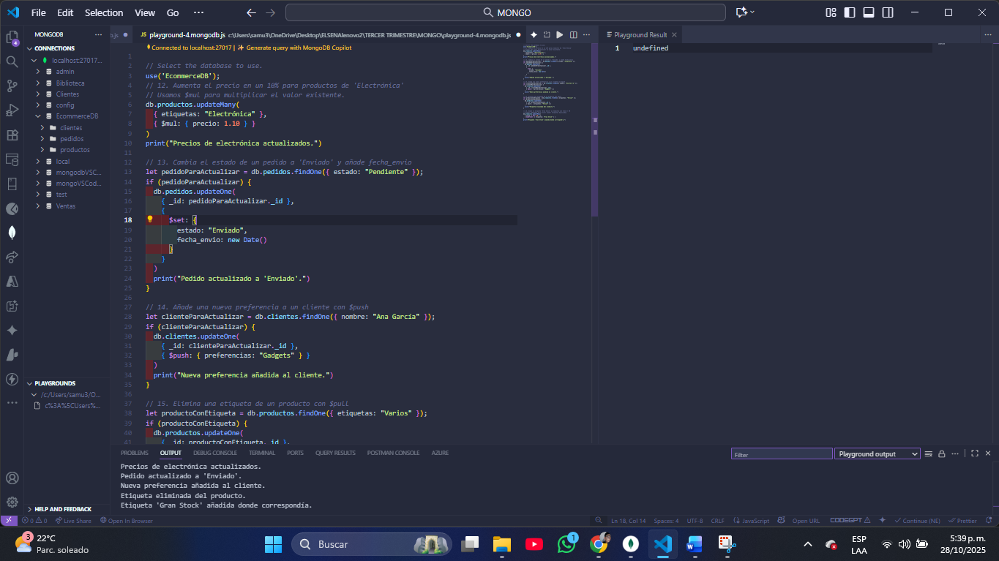 File Edit Selection View Go ··· MONGO
MONGODB ···
CONNECTIONS
localhost:27017...
admin
Biblioteca
Clientes
config
EcommerceDB
clientes
pedidos
productos
local
mongodbVSC...
mongoVSCod...
test
Ventas
PLAYGROUNDS
/c:/Users/samu3/O...
c%3A%5CUsers%...
HELP AND FEEDBACK
b.js JS playground-4.mongodb.js c:\Users\samu3\OneDrive\Desktop\ELSENAlenovo2\TERCER TRIMESTRE\MONGO\playground-4.mongodb.js
Connected to localhost:27017 | Generate query with MongoDB Copilot
1
2 // Select the database to use.
3 use('EcommerceDB');
4 // 12. Aumenta el precio en un 10% para productos de 'Electrónica'
5 // Usamos $mul para multiplicar el valor existente.
6 db.productos.updateMany(
7 { etiquetas: "Electrónica" },
8 { $mul: { precio: 1.10 } }
9 )
10 print("Precios de electrónica actualizados.")
11
12 // 13. Cambia el estado de un pedido a 'Enviado' y añade fecha_envio
13 let pedidoParaActualizar = db.pedidos.findOne({ estado: "Pendiente" });
14 if (pedidoParaActualizar) {
15 db.pedidos.updateOne(
16 { _id: pedidoParaActualizar._id },
17 {
18 $set: {
19 estado: "Enviado",
20 fecha_envio: new Date()
21 }
22 }
23 )
24 print("Pedido actualizado a 'Enviado'.")
25 }
26
27 // 14. Añade una nueva preferencia a un cliente con $push
28 let clienteParaActualizar = db.clientes.findOne({ nombre: "Ana García" });
29 if (clienteParaActualizar) {
30 db.clientes.updateOne(
31 { _id: clienteParaActualizar._id },
32 { $push: { preferencias: "Gadgets" } }
33 )
34 print("Nueva preferencia añadida al cliente.")
35 }
36
37 // 15. Elimina una etiqueta de un producto con $pull
38 let productoConEtiqueta = db.productos.findOne({ etiquetas: "Varios" });
39 if (productoConEtiqueta) {
40 db.productos.updateOne(
41 { _id: productoConEtiqueta._id },
Playground Result
1 undefined
PROBLEMS OUTPUT DEBUG CONSOLE TERMINAL PORTS QUERY RESULTS POSTMAN CONSOLE AZURE Filter Playground output
Precios de electrónica actualizados.
Pedido actualizado a 'Enviado'.
Nueva preferencia añadida al cliente.
Etiqueta eliminada del producto.
Etiqueta 'Gran Stock' añadida donde correspondía.
0 0 Live Share Open In Browser Ln 18, Col 14 Spaces: 4 UTF-8 CRLF {} JavaScript Open URL CODEGPT Continue (NE) Prettier
3 22°C
Parc. soleado
Buscar
1
ESP
LAA
5:39 p.m.
28/10/2025
4